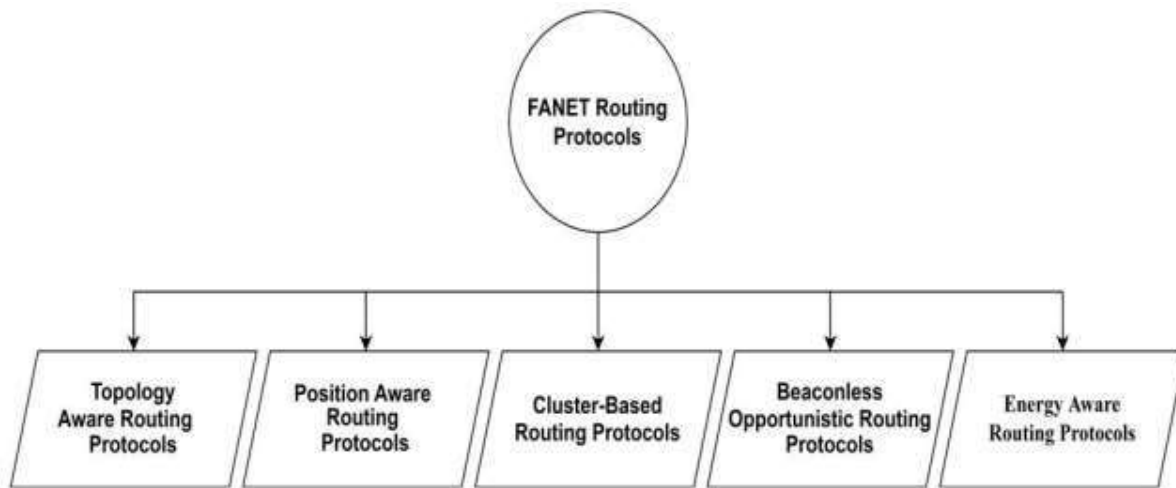 FANET Routing
Protocols
Topology
Aware Routing
Protocols
Position Aware
Routing
Protocols
Cluster-Based
Routing Protocols
Beaconless
Opportunistic Routing
Protocols
Energy Aware
Routing Protocols